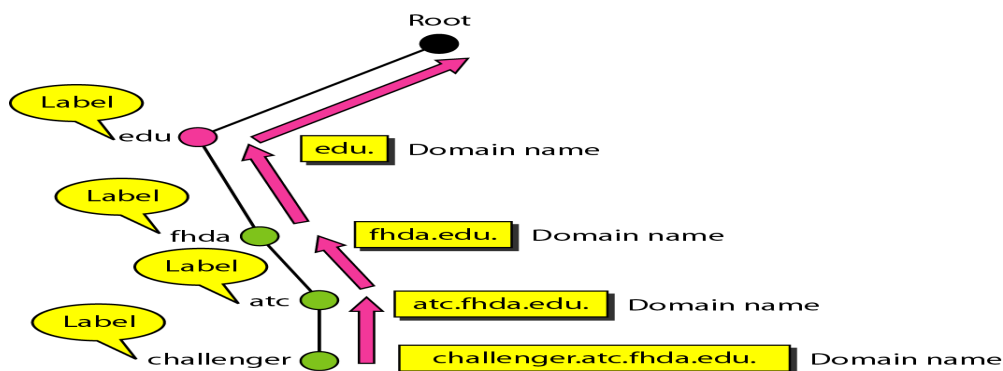 Root
Label
edu
edu. Domain name
Label
fhda
fhda.edu. Domain name
Label
atc
atc.fhda.edu. Domain name
Label
challenger
challenger.atc.fhda.edu. Domain name